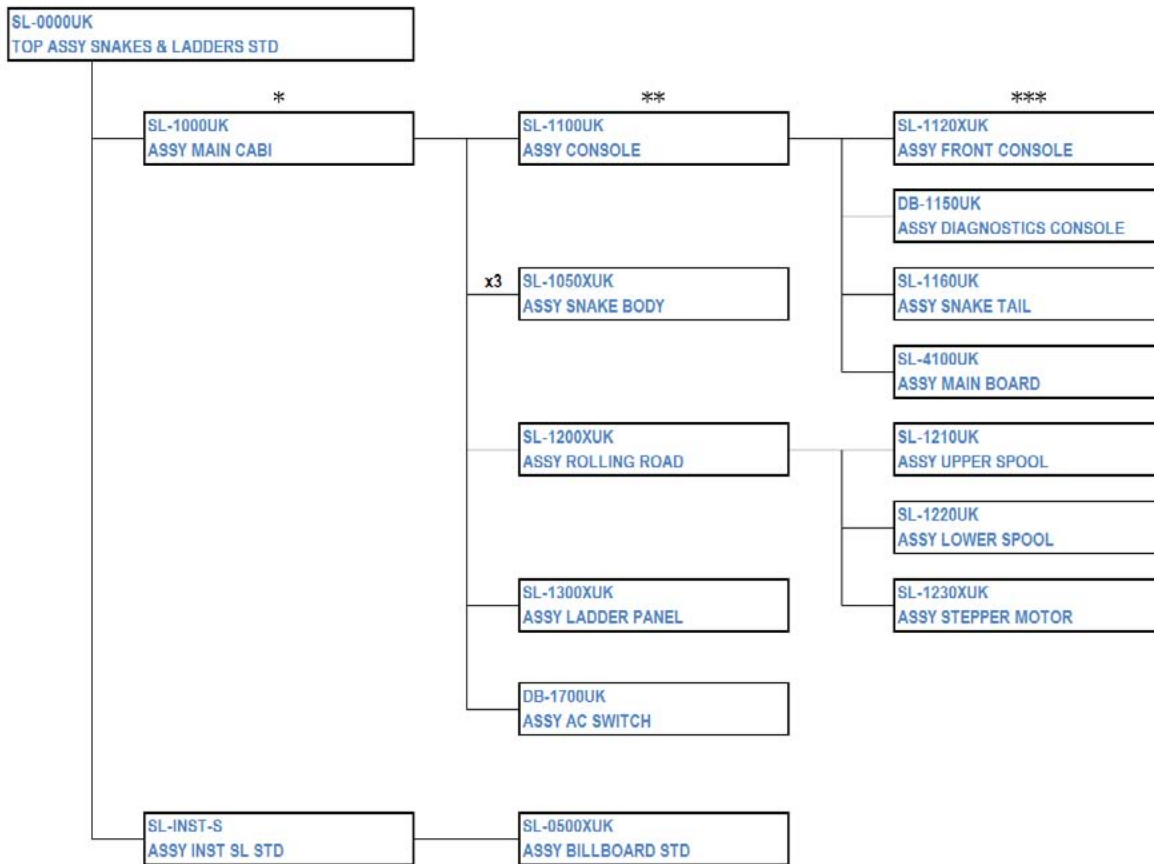 SL-0000UK
TOP ASSY SNAKES & LADDERS STD
*
**
***
SL-1000UK
ASSY MAIN CABI
SL-1100UK
ASSY CONSOLE
SL-1120XUK
ASSY FRONT CONSOLE
DB-1150UK
ASSY DIAGNOSTICS CONSOLE
x3
SL-1050XUK
ASSY SNAKE BODY
SL-1160UK
ASSY SNAKE TAIL
SL-4100UK
ASSY MAIN BOARD
SL-1200XUK
ASSY ROLLING ROAD
SL-1210UK
ASSY UPPER SPOOL
SL-1220UK
ASSY LOWER SPOOL
SL-1300XUK
ASSY LADDER PANEL
SL-1230XUK
ASSY STEPPER MOTOR
DB-1700UK
ASSY AC SWITCH
SL-INST-S
ASSY INST SL STD
SL-0500XUK
ASSY BILLBOARD STD